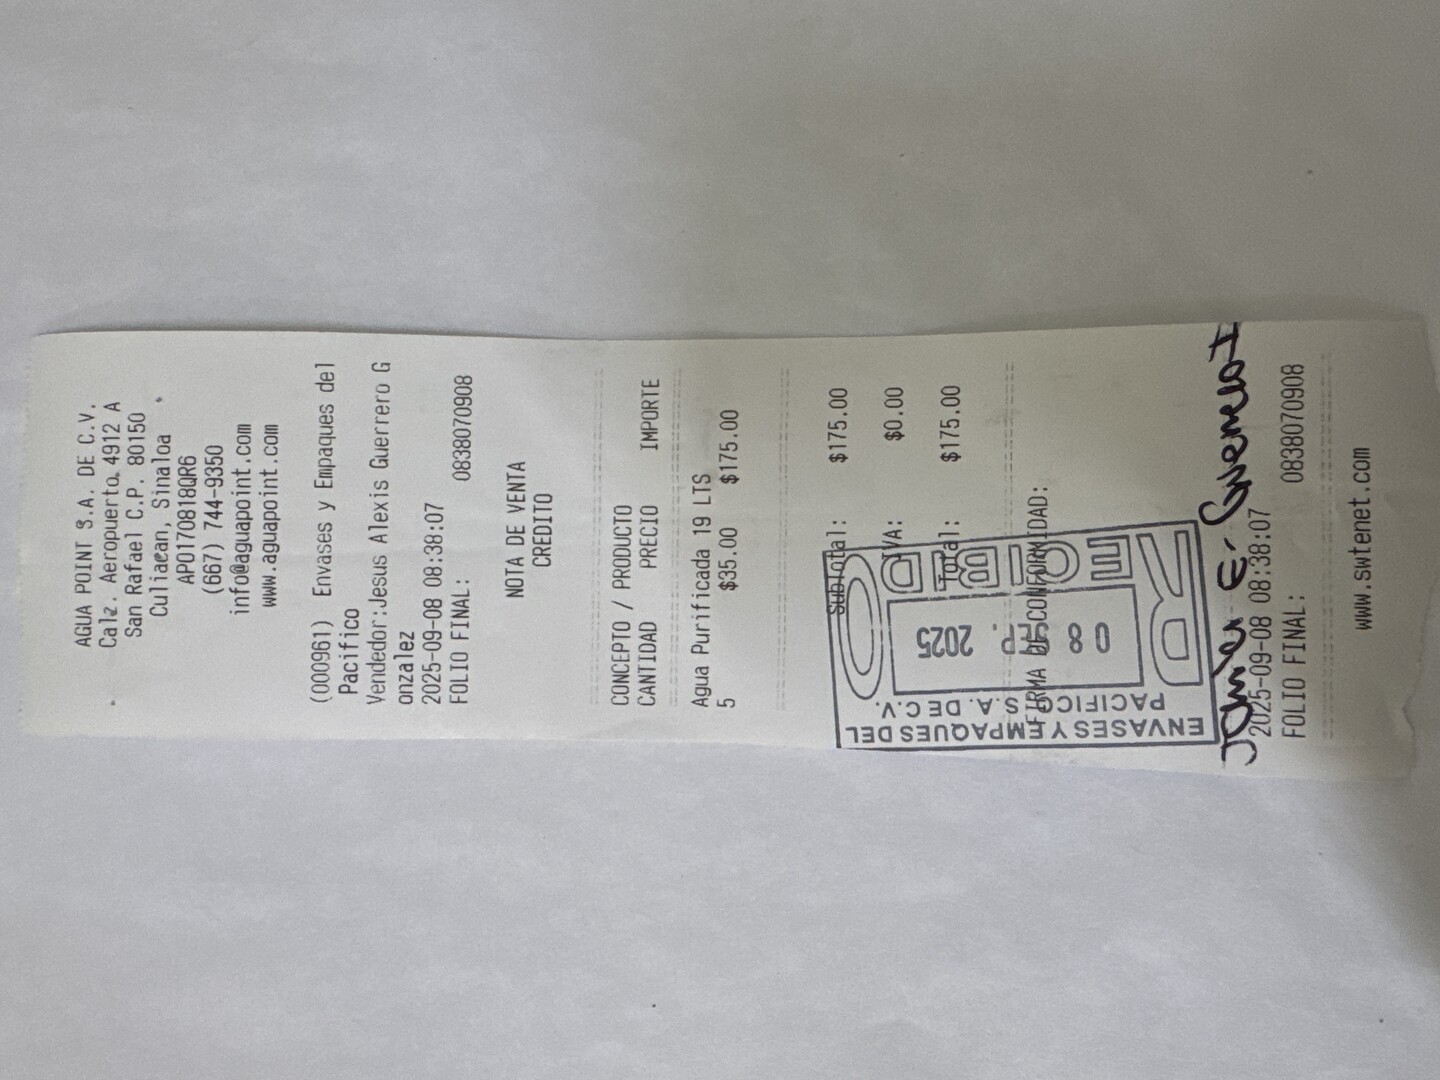 AGUA POINT S.A. DE C.V.
Calz. Aeropuerto 4912 A
San Rafael C.P. 80150
Culiacan, Sinaloa
APO170818QR6
(667) 744-9350
info@aguapoint.com
www.aguapoint.com
(000961) Envases y Empaques del
Pacifico
Vendedor:Jesus Alexis Guerrero G
onzalez
2025-09-08 08:38:07
FOLIO FINAL: 0838070908
NOTA DE VENTA
CREDITO
CONCEPTO / PRODUCTO
CANTIDAD PRECIO IMPORTE
Agua Purificada 19 LTS
5 $35.00 $175.00
Subtotal: $175.00
IVA: $0.00
Total: $175.00
FIRMA DE CONFORMIDAD:
ENVASES Y EMPAQUES DEL
PACIFICO S.A. DE C.V.
08 SEP. 2025
RECIBIDO
E. Guerrero
2025-09-08 08:38:07
FOLIO FINAL: 0838070908
www.swtenet.com